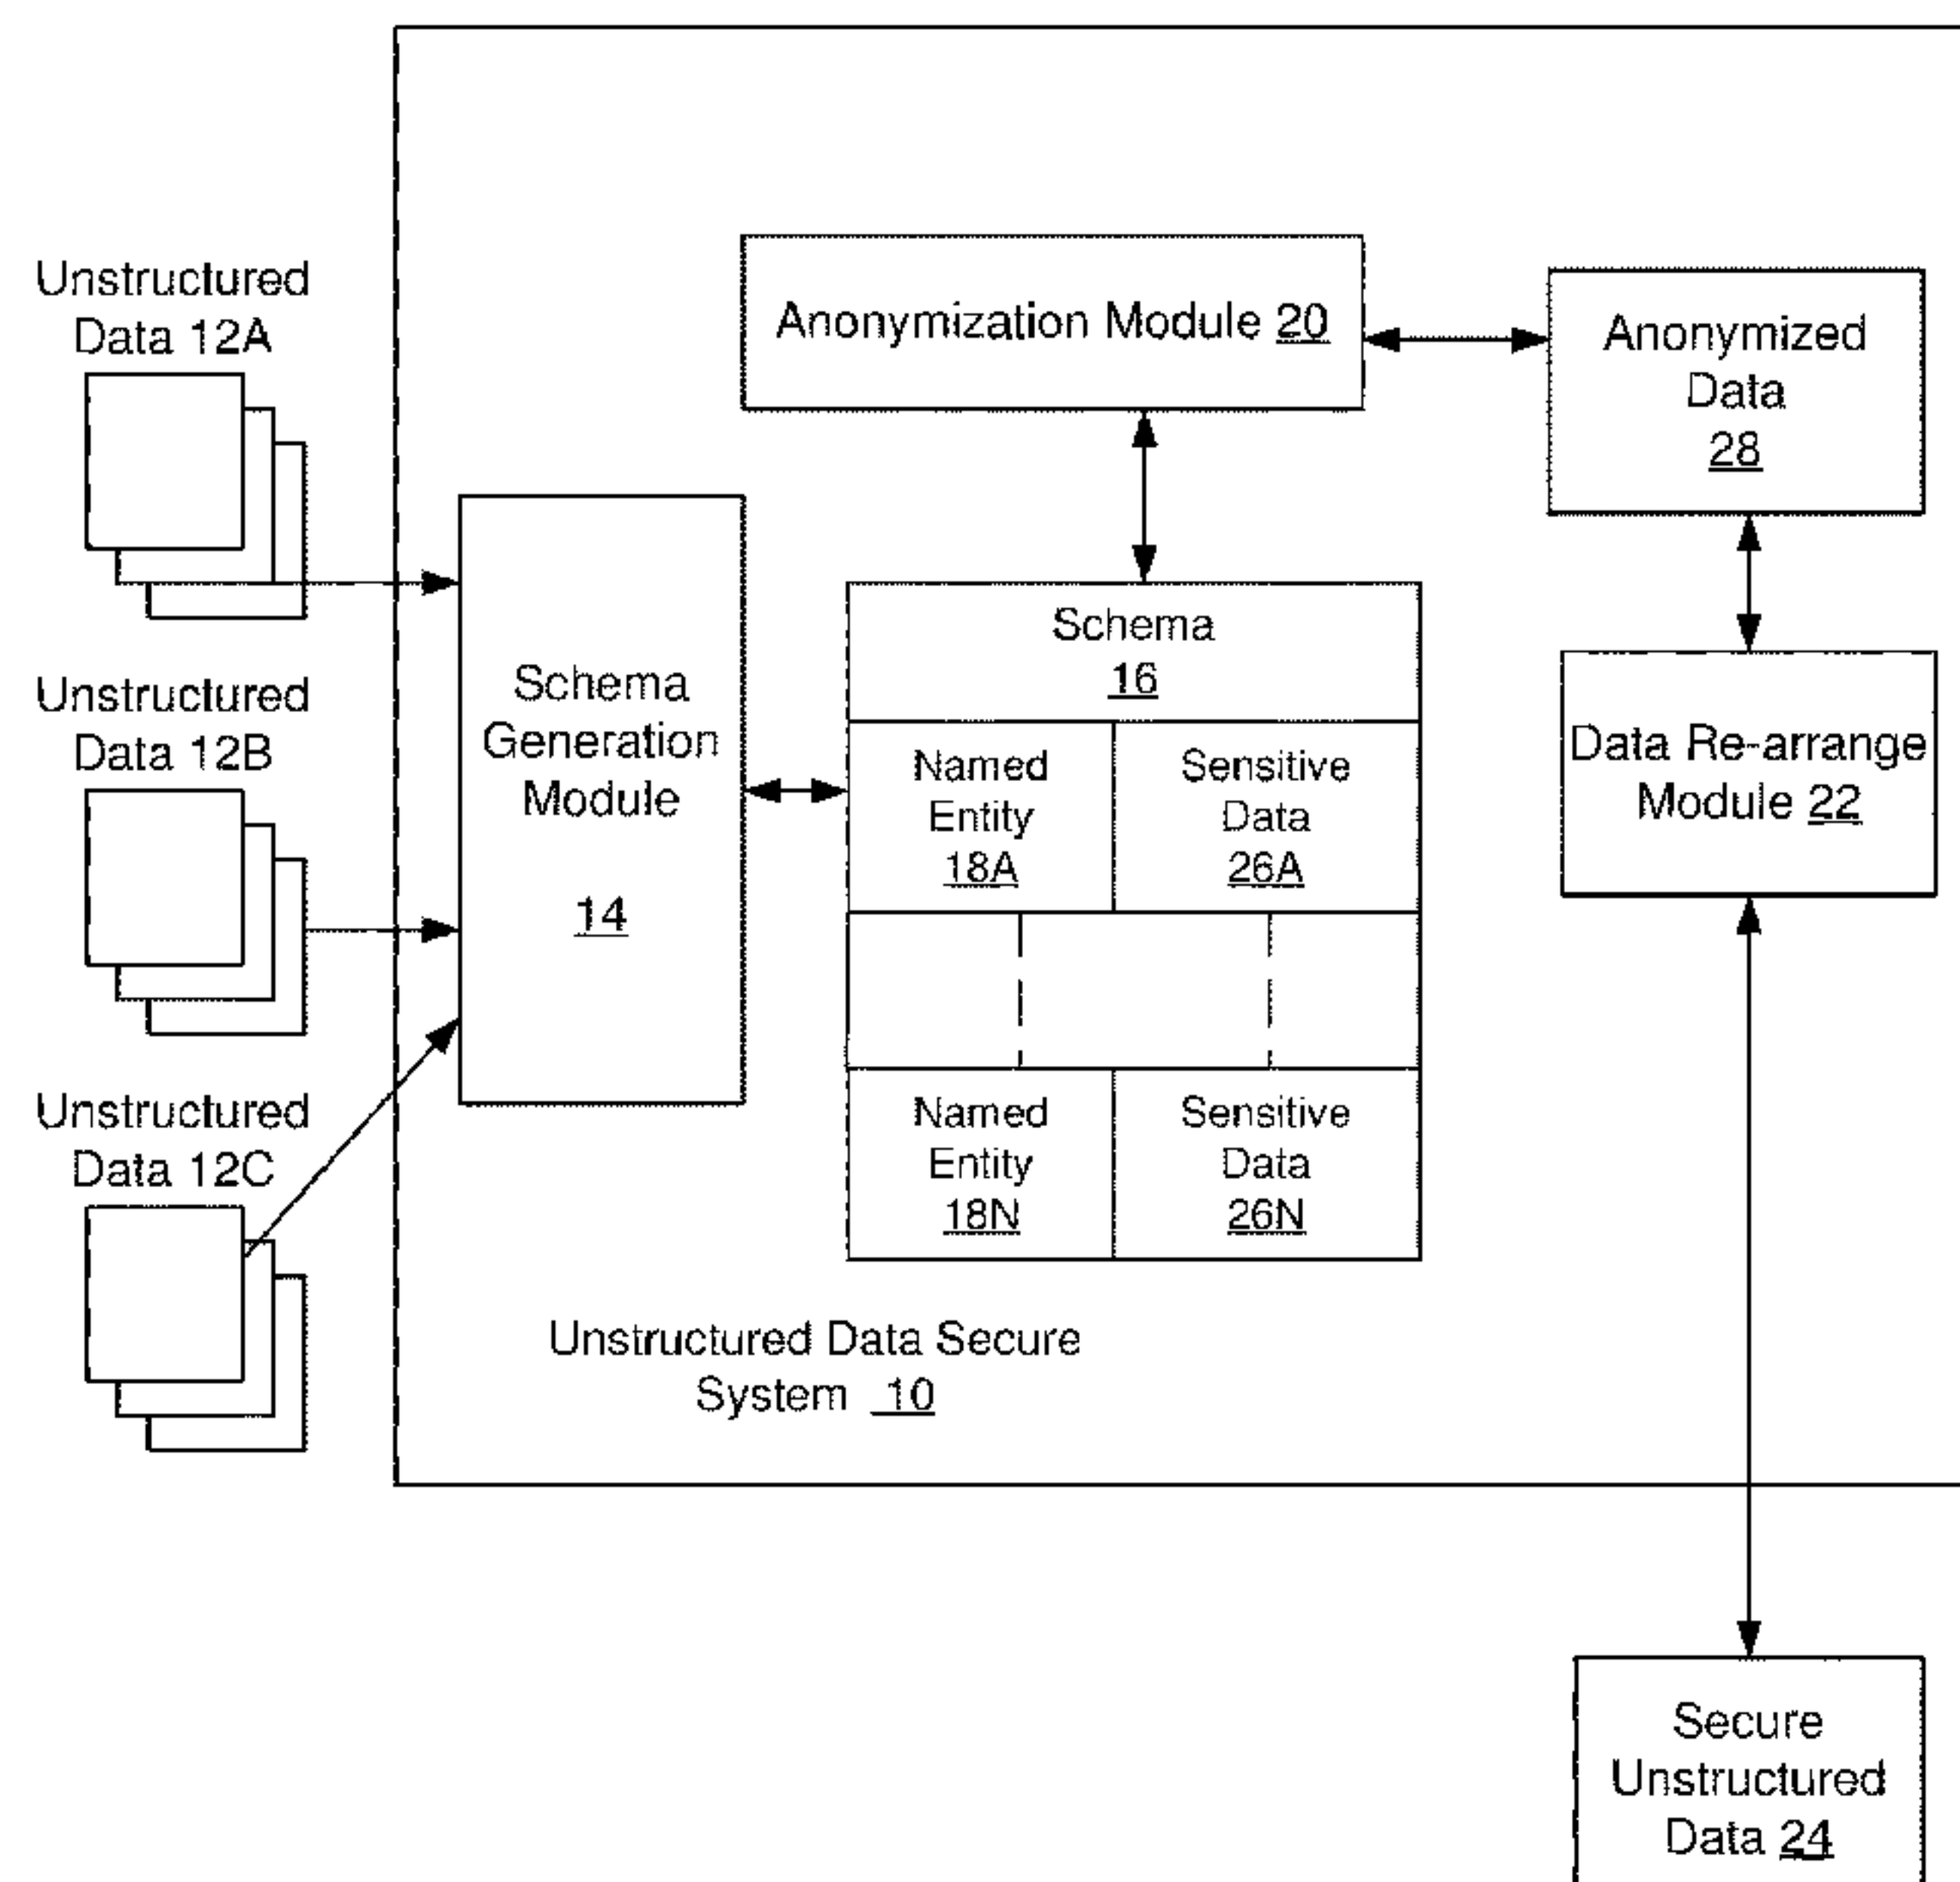 Unstructured
Data 12A
Unstructured
Data 12B
Unstructured
Data 12C
Anonymization Module 20
Anonymized
Data
28
Schema
Generation
Module
14
Schema
16
Named
Entity
18A
Sensitive
Data
26A
Named
Entity
18N
Sensitive
Data
26N
Data Re-arrange
Module 22
Unstructured Data Secure
System 10
Secure
Unstructured
Data 24